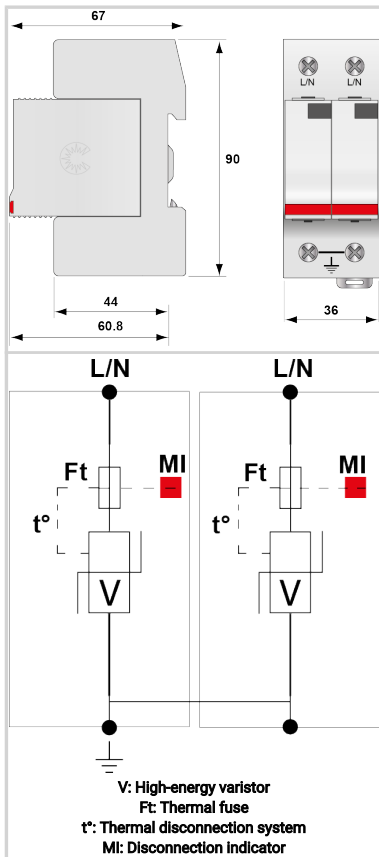 67
L/N L/N
90
44
60.8
36
L/N L/N
Ft MI Ft MI
t° t°
V V
V: High-energy varistor
Ft: Thermal fuse
t°: Thermal disconnection system
MI: Disconnection indicator